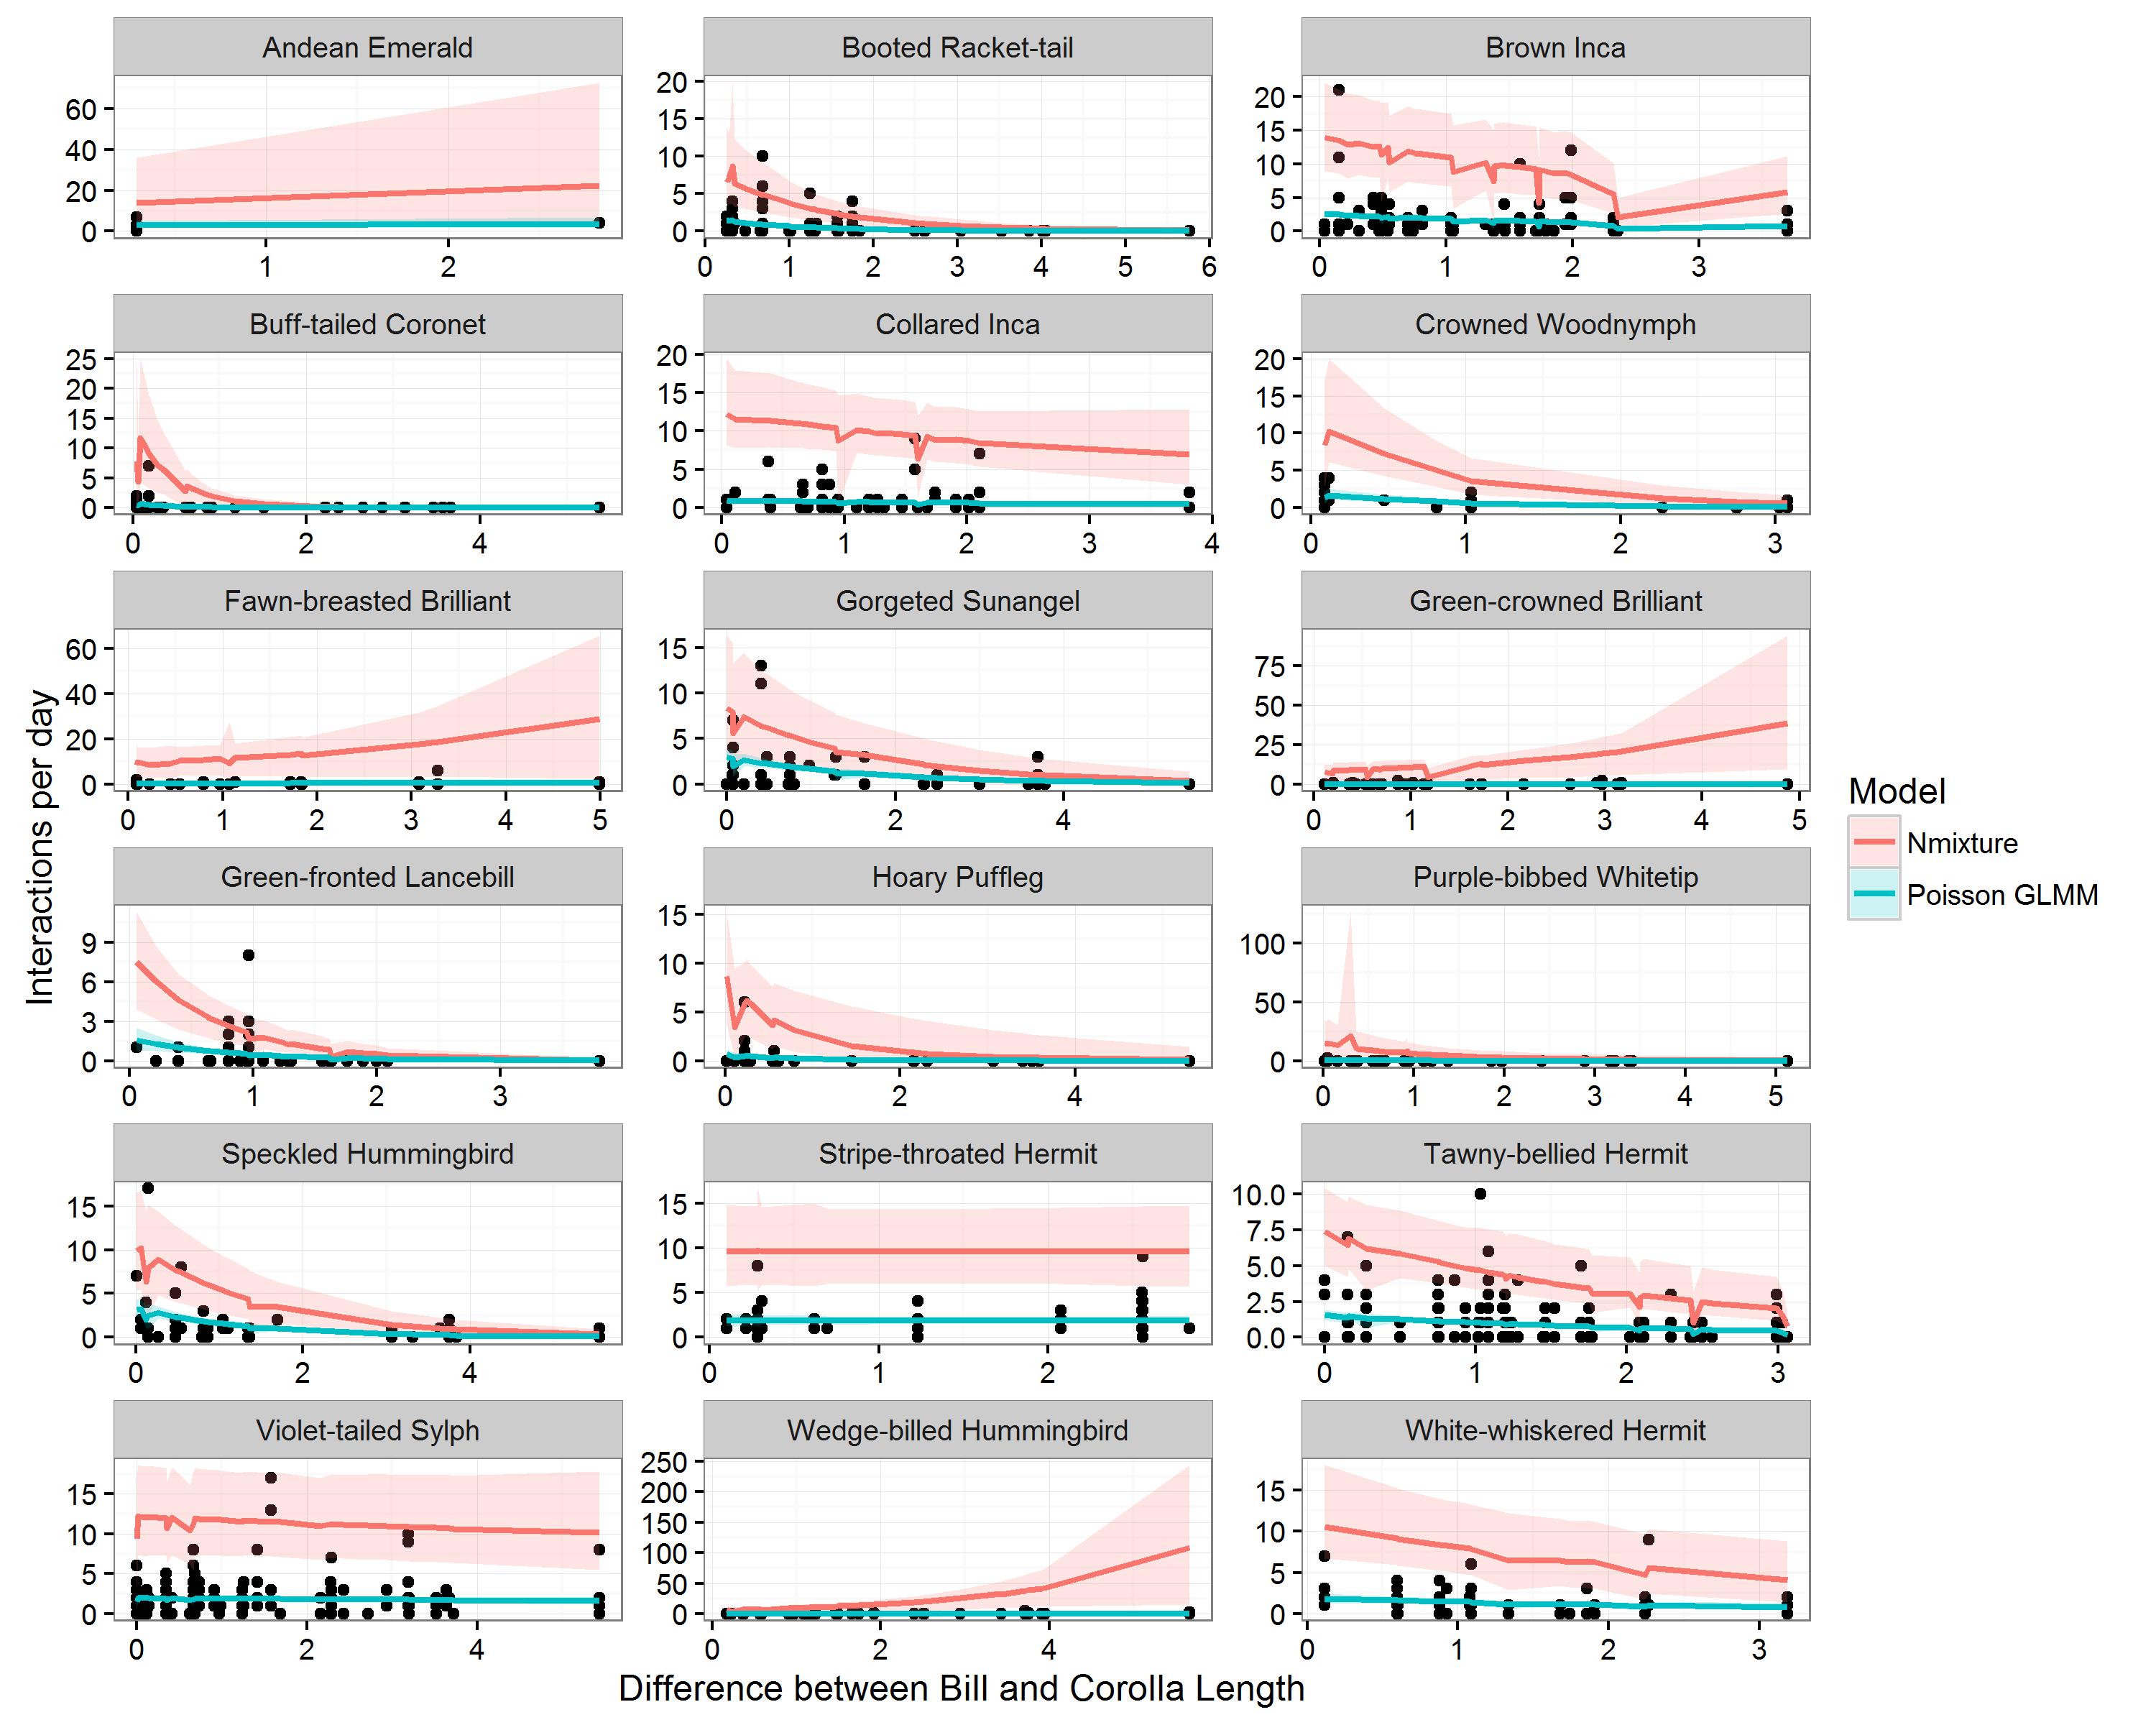 Andean Emerald
Booted Racket-tail
Brown Inca
60
40
20
0
1 2
20
15
10
5
0
0 1 2 3 4 5 6
20
15
10
5
0
0 1 2 3
Buff-tailed Coronet
Collared Inca
Crowned Woodnymph
25
20
15
10
5
0
0 2 4
20
15
10
5
0
0 1 2 3 4
20
15
10
5
0
0 1 2 3
Fawn-breasted Brilliant
Gorgeted Sunangel
Green-crowned Brilliant
60
40
20
0
0 1 2 3 4 5
15
10
5
0
0 2 4
75
50
25
0
0 1 2 3 4 5
Green-fronted Lancebill
Hoary Puffleg
Purple-bibbed Whitetip
9
6
3
0
0 1 2 3
15
10
5
0
0 2 4
100
50
0
0 1 2 3 4 5
Speckled Hummingbird
Stripe-throated Hermit
Tawny-bellied Hermit
15
10
5
0
0 2 4
15
10
5
0
0 1 2
10.0
7.5
5.0
2.5
0.0
0 1 2 3
Violet-tailed Sylph
Wedge-billed Hummingbird
White-whiskered Hermit
15
10
5
0
0 2 4
250
200
150
100
50
0
0 2 4
15
10
5
0
0 1 2 3
Interactions per day
Difference between Bill and Corolla Length
Model
Nmixture
Poisson GLMM